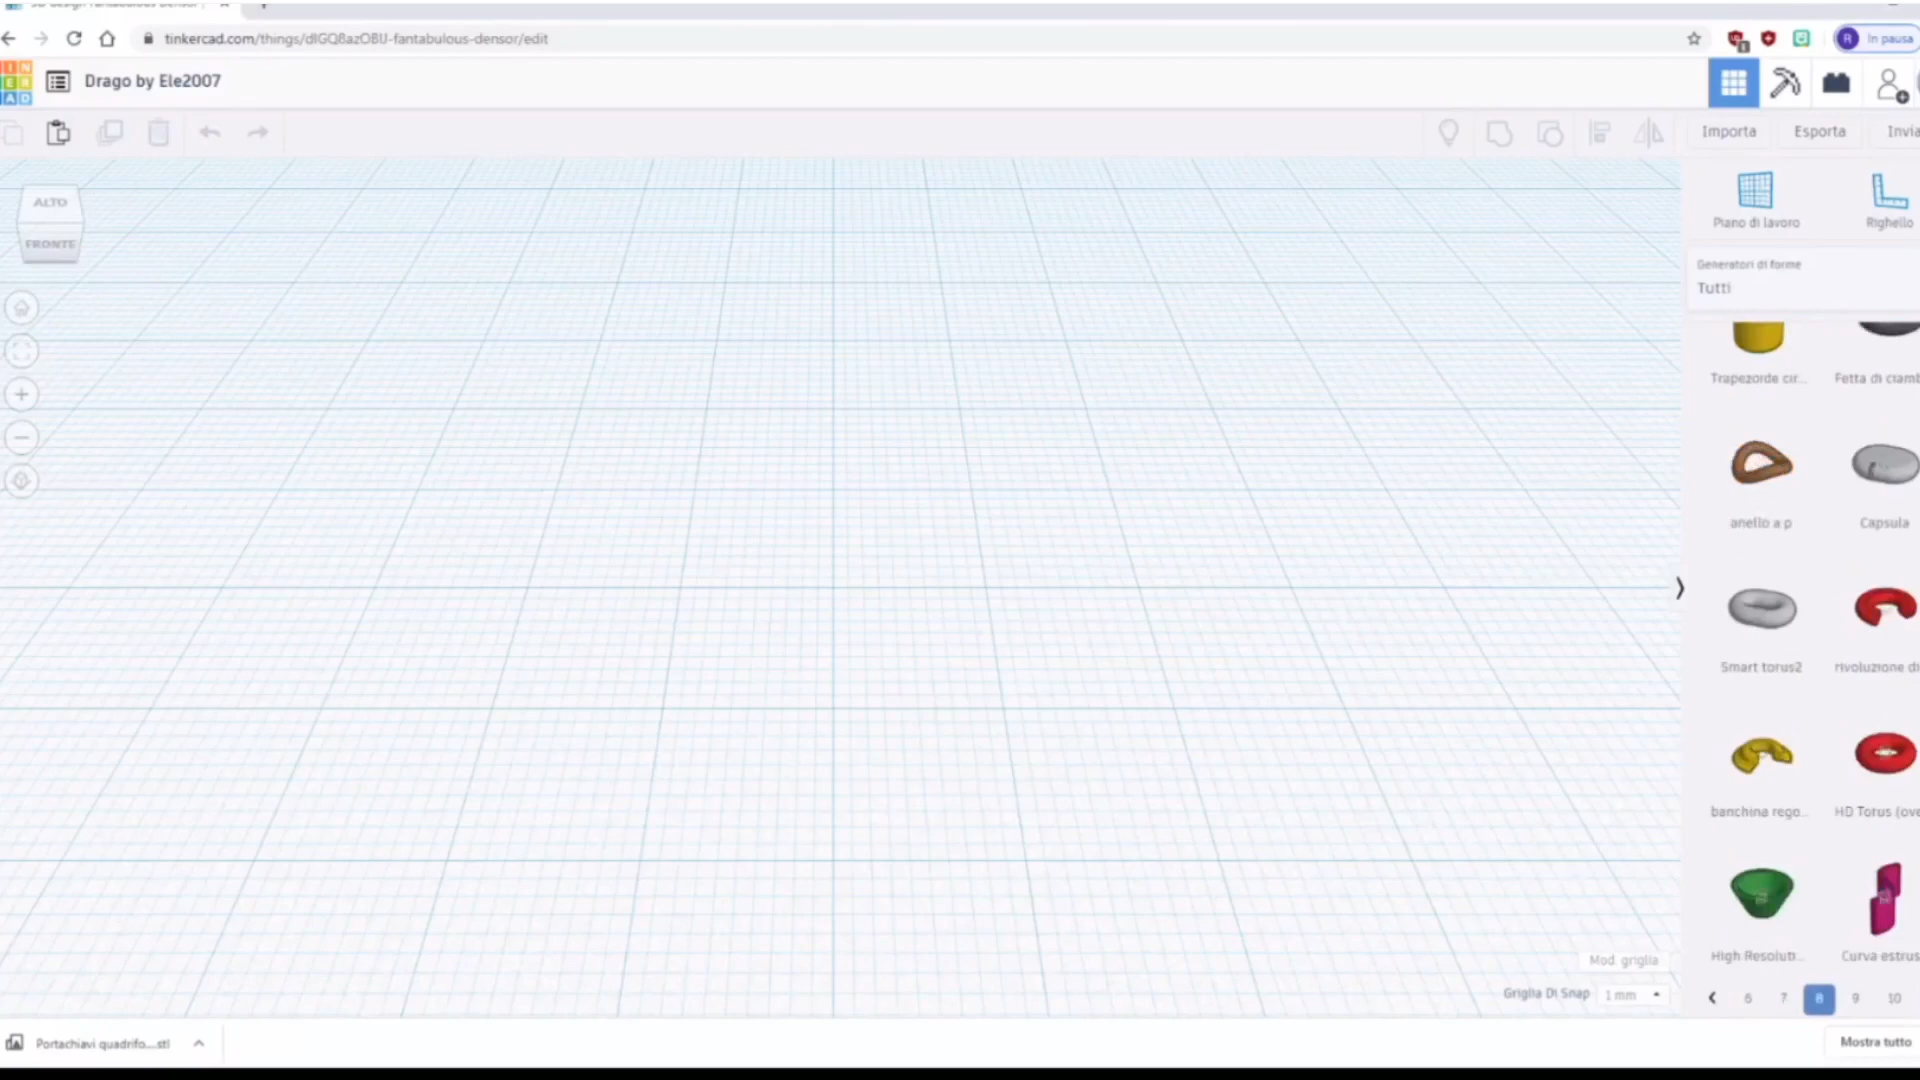 tinkercad.com/things/dIGQ8azO8IJ-fantabulous-densor/edit
R In pausa
Drago by Ele2007
Importa Esporta Invia
ALTO
FRONTE
Piano di lavoro Righello
Generatori di forme
Tutti
Trapezorde cir... Fetta di ciamb
anello a p Capsula
Smart torus2 rivoluzione di
banchina rego... HD Torus (ove
High Resoluti... Curva estrus
Mod. griglia
Griglia Di Snap 1 mm
6 7 8 9 10
Portachiavi quadrifo....stl
Mostra tutto